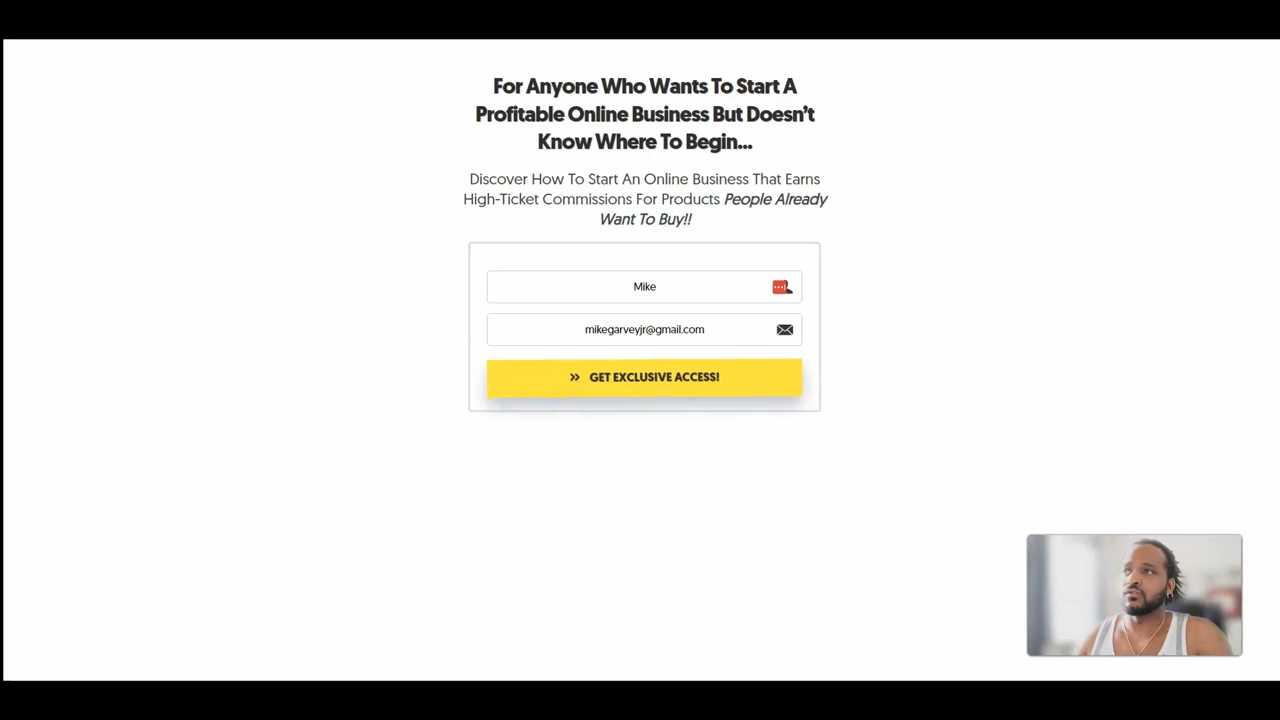 For Anyone Who Wants To Start A
Profitable Online Business But Doesn’t
Know Where To Begin...
Discover How To Start An Online Business That Earns
High-Ticket Commissions For Products People Already
Want To Buy!!
Mike
mikegarveyjr@gmail.com
GET EXCLUSIVE ACCESS!